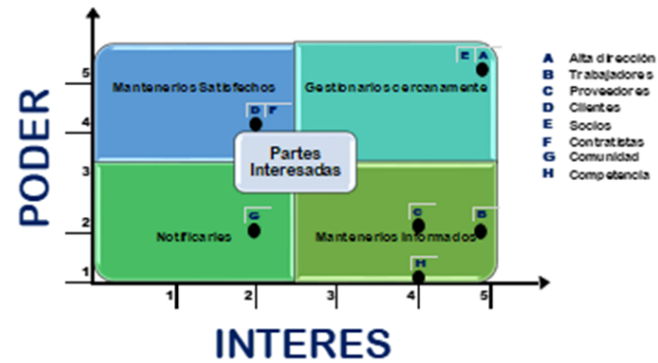 PODER
5
4
3
2
1
Mantenerlos Satisfechos
Gestionarlos cercanamente
E A
D F
Partes
Interesadas
G
Notificarles
C
B
Mantenerlos Informados
H
1
2
3
4
5
INTERES
A Alta dirección
B Trabajadores
C Proveedores
D Clientes
E Socios
F Contratistas
G Comunidad
H Competencia